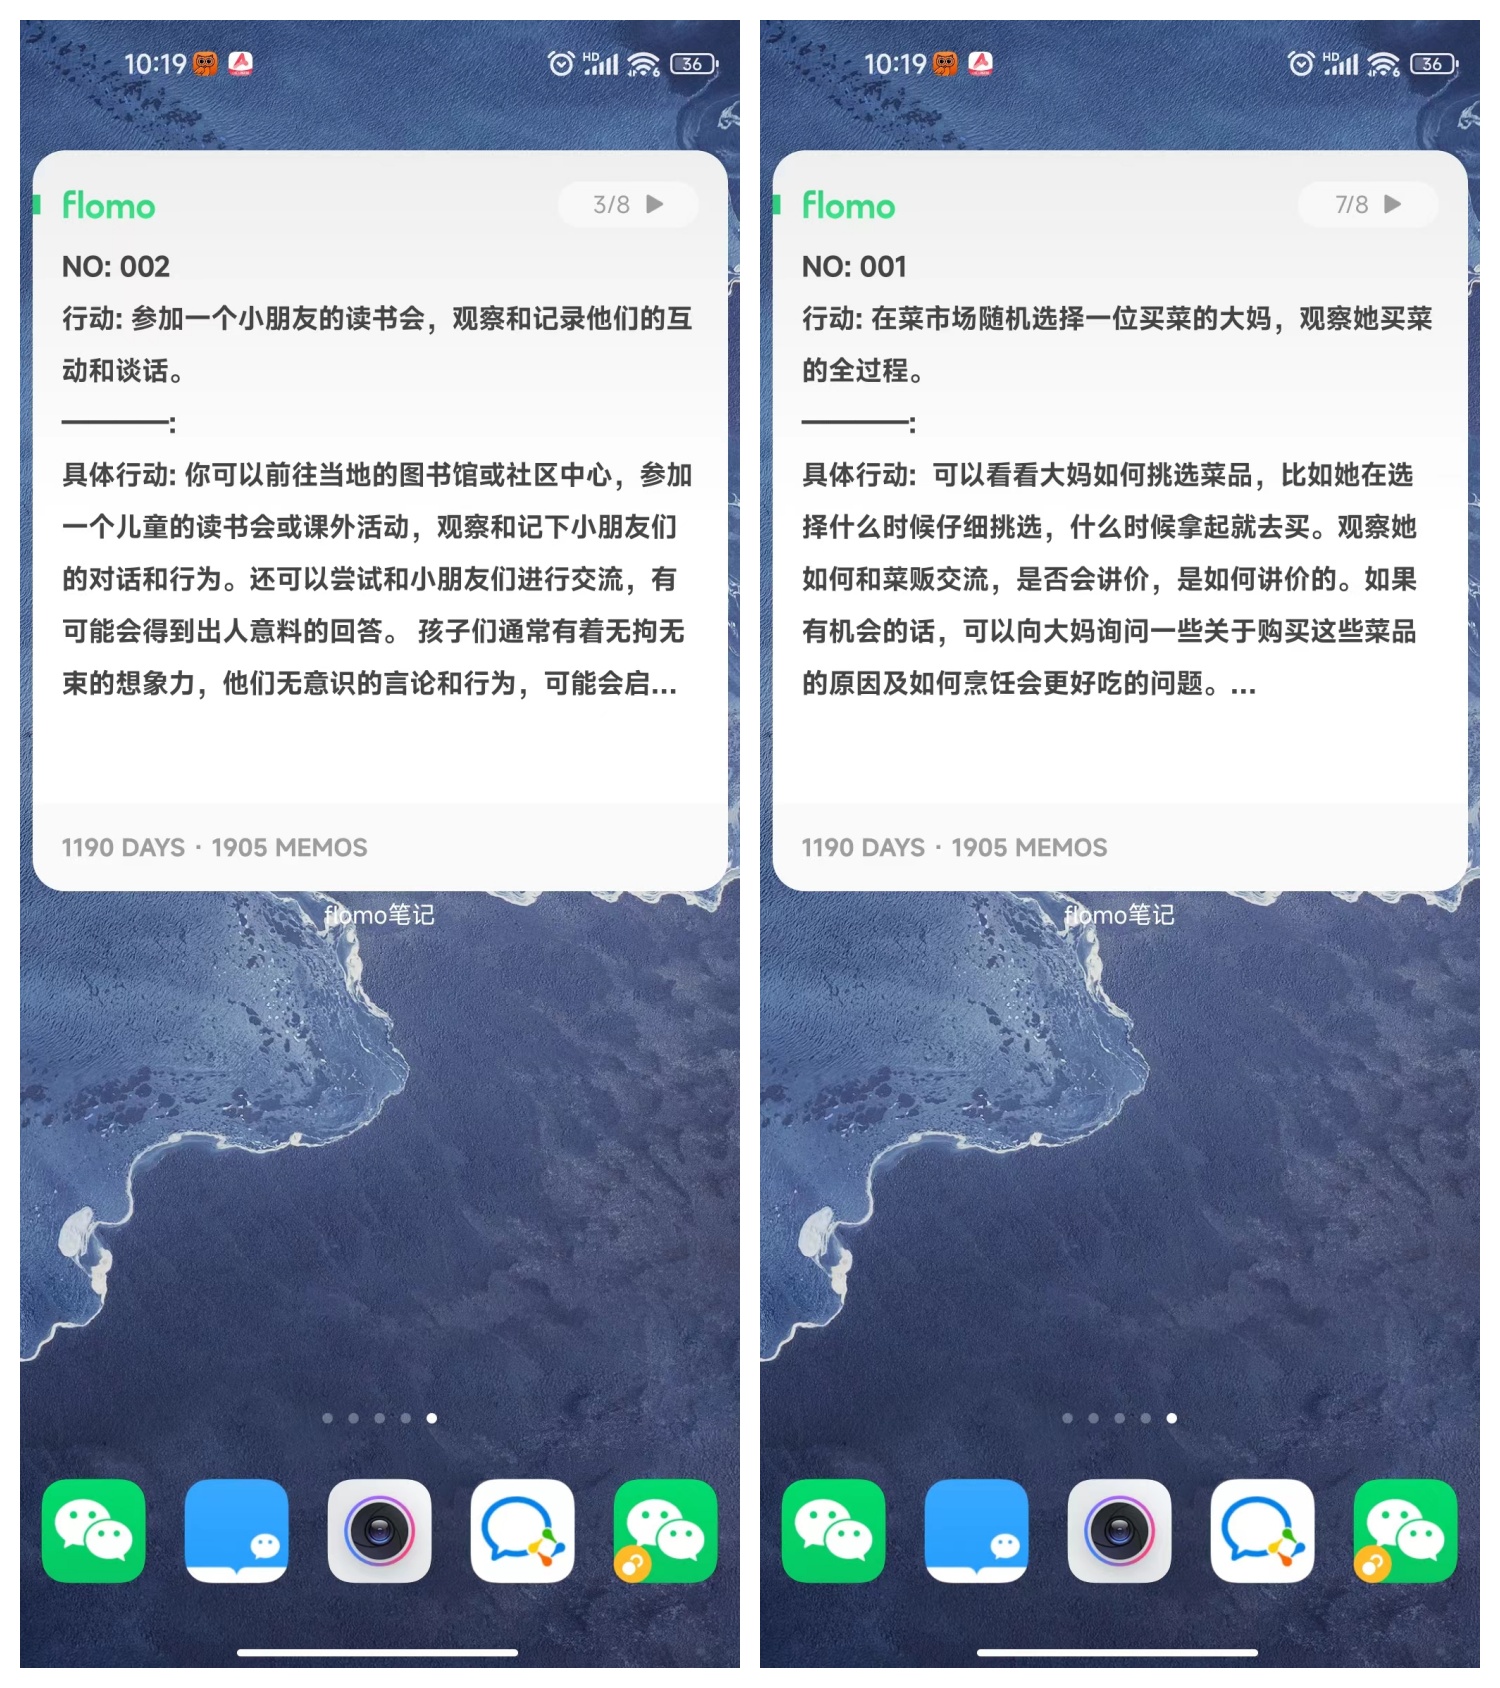 10:19
HD
6
36
flomo
3/8
NO: 002
行动: 参加一个小朋友的读书会，观察和记录他们的互
动和谈话。
————:
具体行动: 你可以前往当地的图书馆或社区中心，参加
一个儿童的读书会或课外活动，观察和记下小朋友们
的对话和行为。还可以尝试和小朋友们进行交流，有
可能会得到出人意料的回答。 孩子们通常有着无拘无
束的想象力，他们无意识的言论和行为，可能会启...
1190 DAYS · 1905 MEMOS
flomo笔记
10:19
HD
6
36
flomo
7/8
NO: 001
行动: 在菜市场随机选择一位买菜的大妈，观察她买菜
的全过程。
————:
具体行动:  可以看看大妈如何挑选菜品，比如她在选
择什么时候仔细挑选，什么时候拿起就去买。观察她
如何和菜贩交流，是否会讲价，是如何讲价的。如果
有机会的话，可以向大妈询问一些关于购买这些菜品
的原因及如何烹饪会更好吃的问题。...
1190 DAYS · 1905 MEMOS
flomo笔记